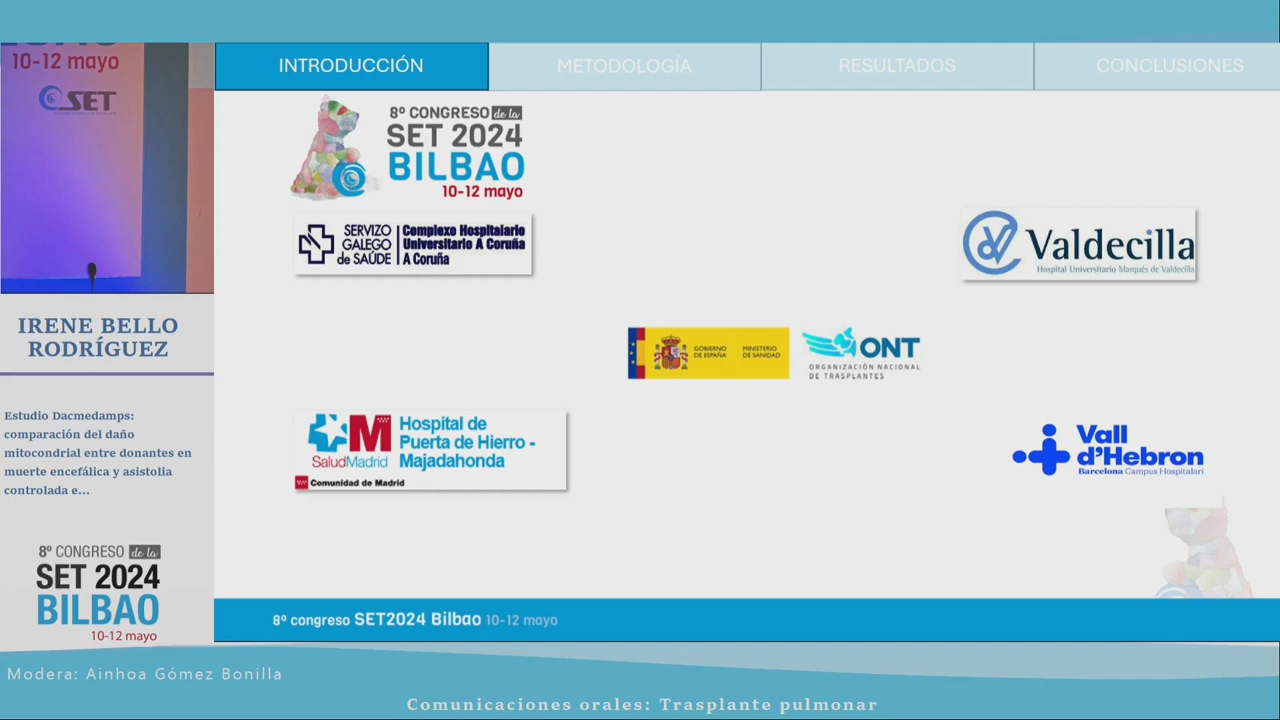 10-12 mayo
SET
INTRODUCCIÓN
METODOLOGÍA
RESULTADOS
CONCLUSIONES
8º CONGRESO de la
SET 2024
BILBAO
10-12 mayo
SERVIZO
GALEGO
de SAÚDE
Complexo Hospitalario
Universitario A Coruña
A Coruña
Valdecilla
Hospital Universitario Marqués de Valdecilla
GOBIERNO
DE ESPAÑA
MINISTERIO
DE SANIDAD
ONT
ORGANIZACIÓN NACIONAL
DE TRASPLANTES
SaludMadrid
Hospital de
Puerta de Hierro -
Majadahonda
Comunidad de Madrid
Vall
d'Hebron
Barcelona Campus Hospitalari
8º congreso SET2024 Bilbao 10-12 mayo
IRENE BELLO
RODRÍGUEZ
Estudio Dacmedamps:
comparación del daño
mitocondrial entre donantes en
muerte encefálica y asistolia
controlada e...
8º CONGRESO de la
SET 2024
BILBAO
10-12 mayo
Modera: Ainhoa Gómez Bonilla
Comunicaciones orales: Trasplante pulmonar